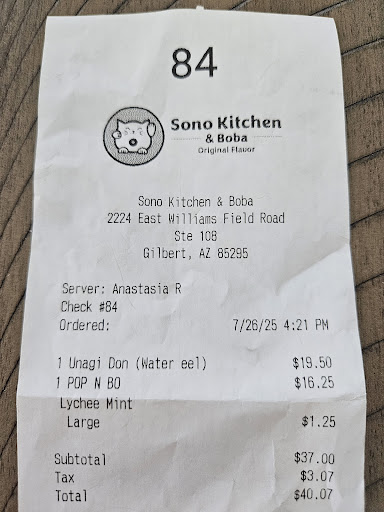 84
Sono Kitchen
& Boba
Original Flavor
Sono Kitchen & Boba
2224 East Williams Field Road
Ste 108
Gilbert, AZ 85295
Server: Anastasia R
Check #84
Ordered: 7/26/25 4:21 PM
1 Unagi Don (Water eel) $19.50
1 POP N BO $16.25
Lychee Mint
Large $1.25
Subtotal $37.00
Tax $3.07
Total $40.07